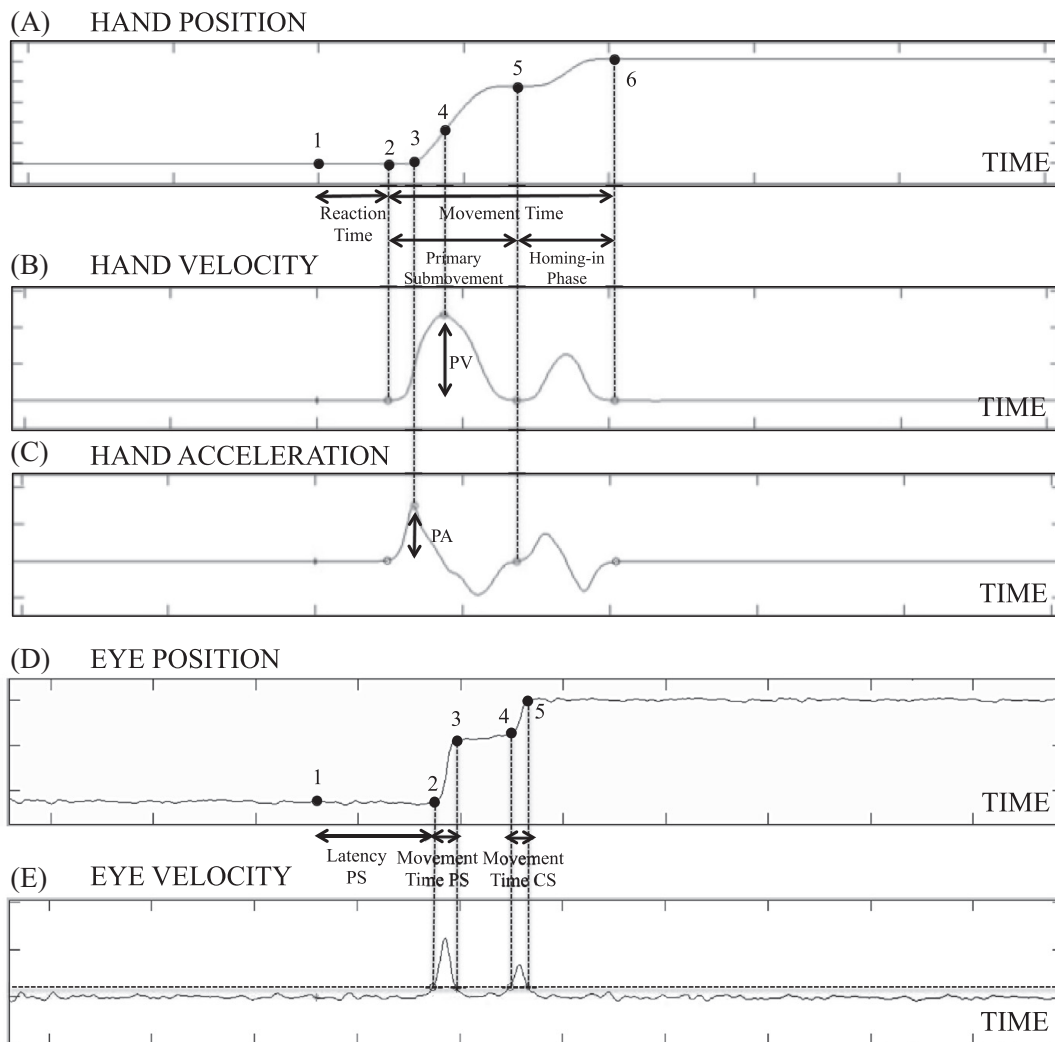 (A) HAND POSITION
1
2
3
4
5
6
TIME
Reaction
Time
Movement Time
Primary
Submovement
Homing-in
Phase
(B) HAND VELOCITY
PV
TIME
(C) HAND ACCELERATION
PA
TIME
(D) EYE POSITION
1
2
3
4
5
TIME
Latency
PS
Movement
Time PS
Movement
Time CS
(E) EYE VELOCITY
TIME